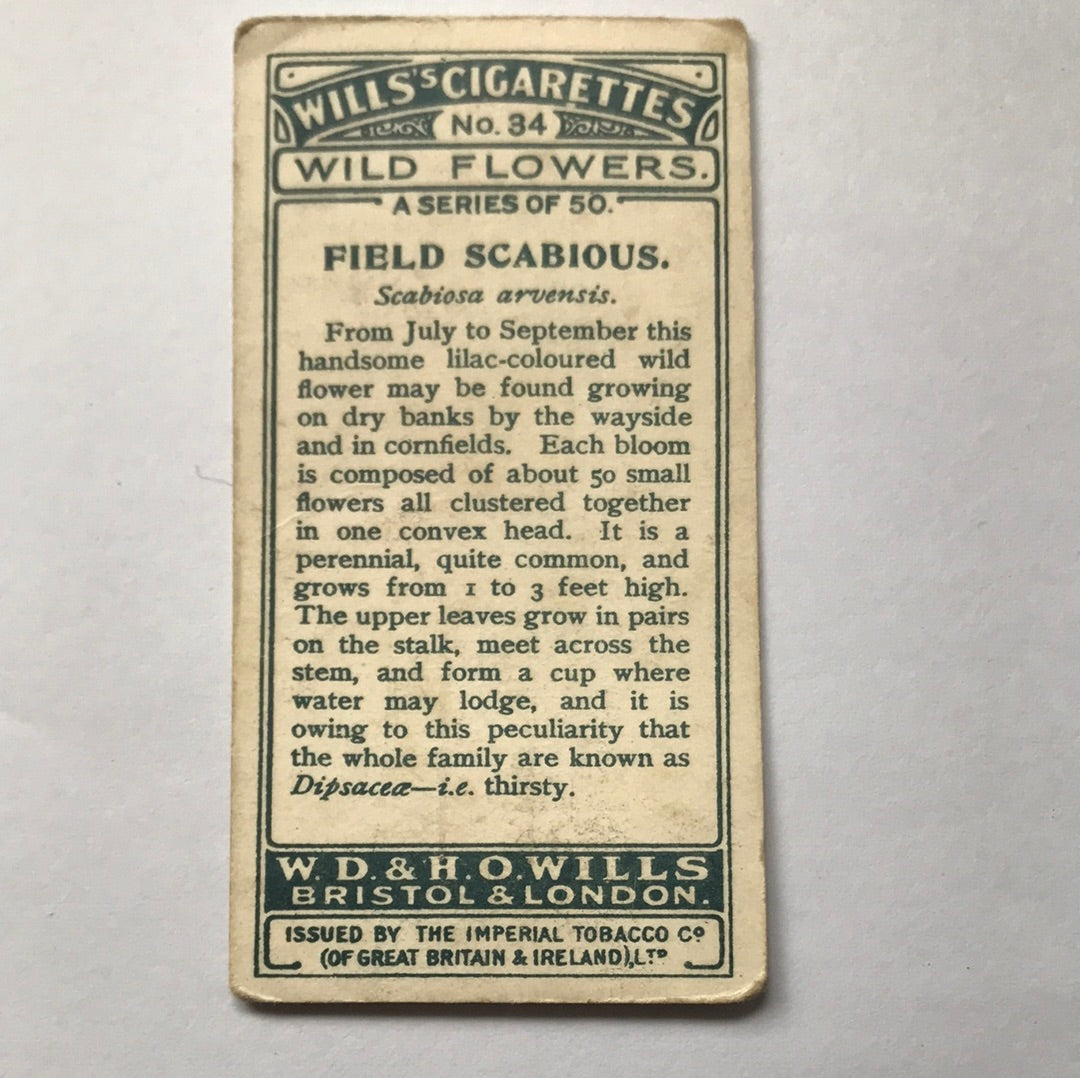 WILLS'S CIGARETTES
No. 34
WILD FLOWERS.
A SERIES OF 50.
FIELD SCABIOUS.
Scabiosa arvensis.
From July to September this
handsome lilac-coloured wild
flower may be found growing
on dry banks by the wayside
and in cornfields. Each bloom
is composed of about 50 small
flowers all clustered together
in one convex head. It is a
perennial, quite common, and
grows from 1 to 3 feet high.
The upper leaves grow in pairs
on the stalk, meet across the
stem, and form a cup where
water may lodge, and it is
owing to this peculiarity that
the whole family are known as
Dipsaceæ—i.e. thirsty.
W. D. & H. O. WILLS
BRISTOL & LONDON.
ISSUED BY THE IMPERIAL TOBACCO CO
(OF GREAT BRITAIN & IRELAND), LTD